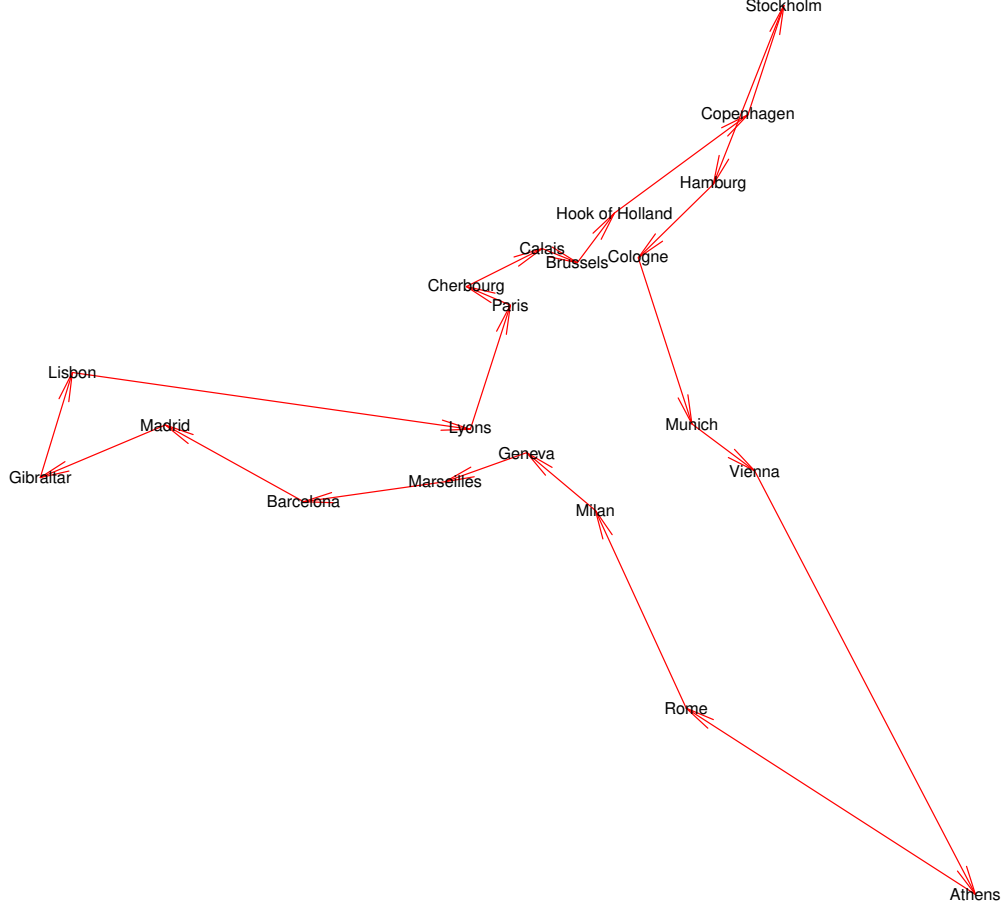 Stockholm
Copenhagen
Hamburg
Hook of Holland
Calais
Brussels
Cologne
Cherbourg
Paris
Lisbon
Madrid
Lyons
Munich
Geneva
Vienna
Gibraltar
Marseilles
Barcelona
Milan
Rome
Athens